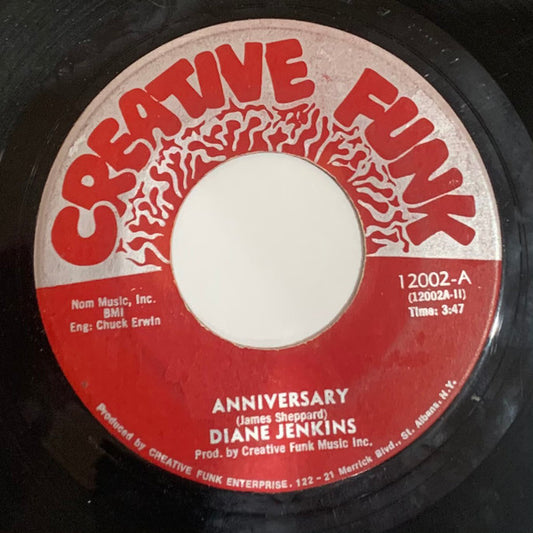 CREATIVE FUNK
Nom Music, Inc.
BMI
Eng: Chuck Erwin
12002-A
(12002A-II)
Time: 3:47
ANNIVERSARY
(James Sheppard)
DIANE JENKINS
Prod. by Creative Funk Music Inc.
Produced by CREATIVE FUNK ENTERPRISE. 122-21 Merrick Blvd., St. Albans, N.Y.